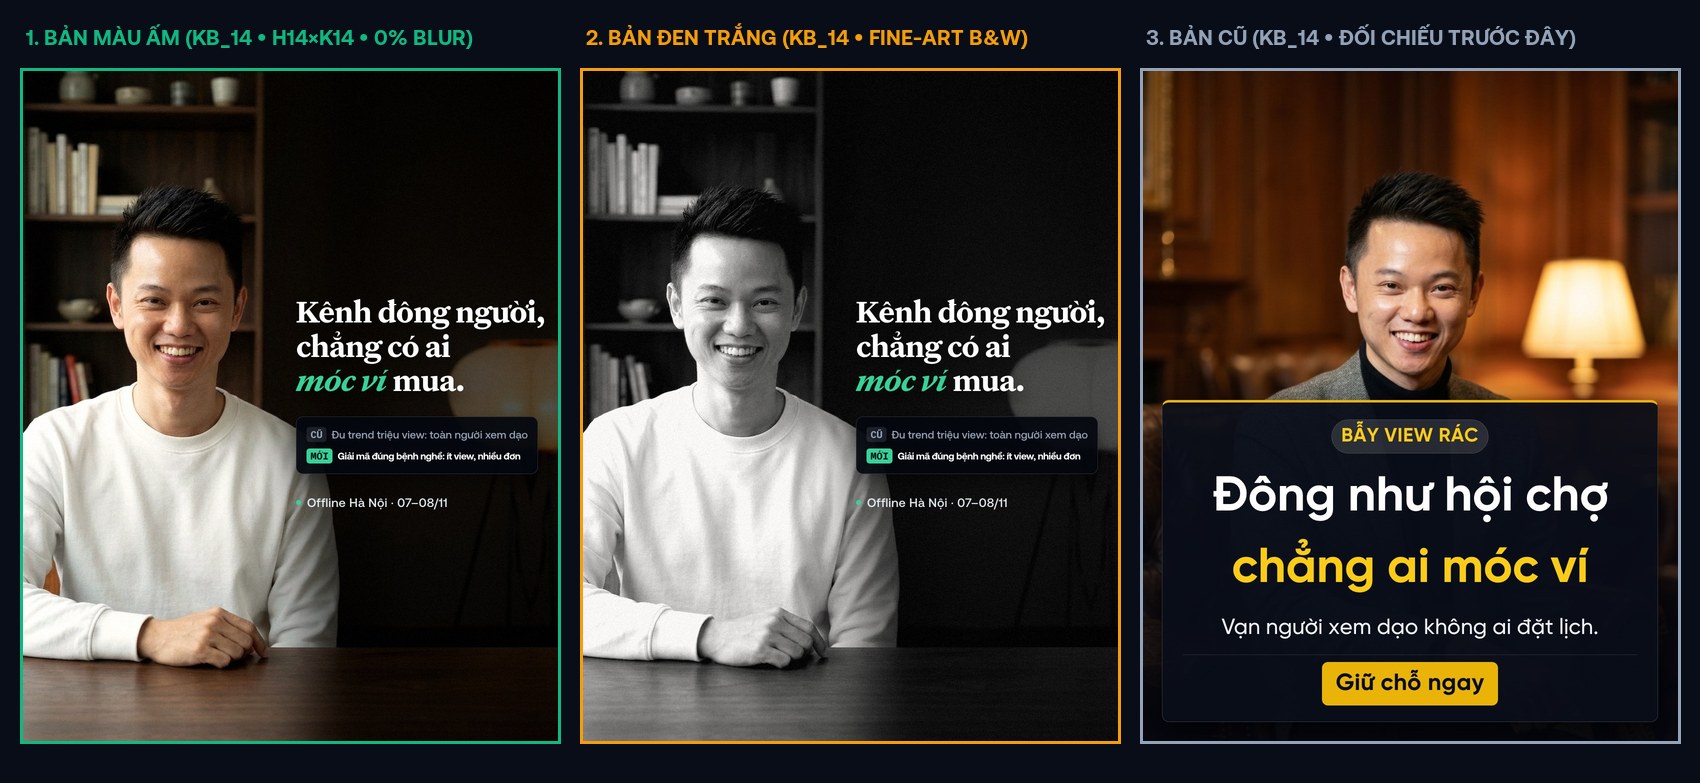 1. BẢN MÀU ẤM (KB_14 • H14×K14 • 0% BLUR)
Kênh đông người,
chẳng có ai
móc ví mua.
CŨ Đu trend triệu view: toàn người xem dạo
MỚI Giải mã đúng bệnh nghề: ít view, nhiều đơn
Offline Hà Nội · 07–08/11
2. BẢN ĐEN TRẮNG (KB_14 • FINE-ART B&W)
Kênh đông người,
chẳng có ai
móc ví mua.
CŨ Đu trend triệu view: toàn người xem dạo
MỚI Giải mã đúng bệnh nghề: ít view, nhiều đơn
Offline Hà Nội · 07–08/11
3. BẢN CŨ (KB_14 • ĐỐI CHIẾU TRƯỚC ĐÂY)
BẪY VIEW RÁC
Đông như hội chợ
chẳng ai móc ví
Vạn người xem dạo không ai đặt lịch.
Giữ chỗ ngay